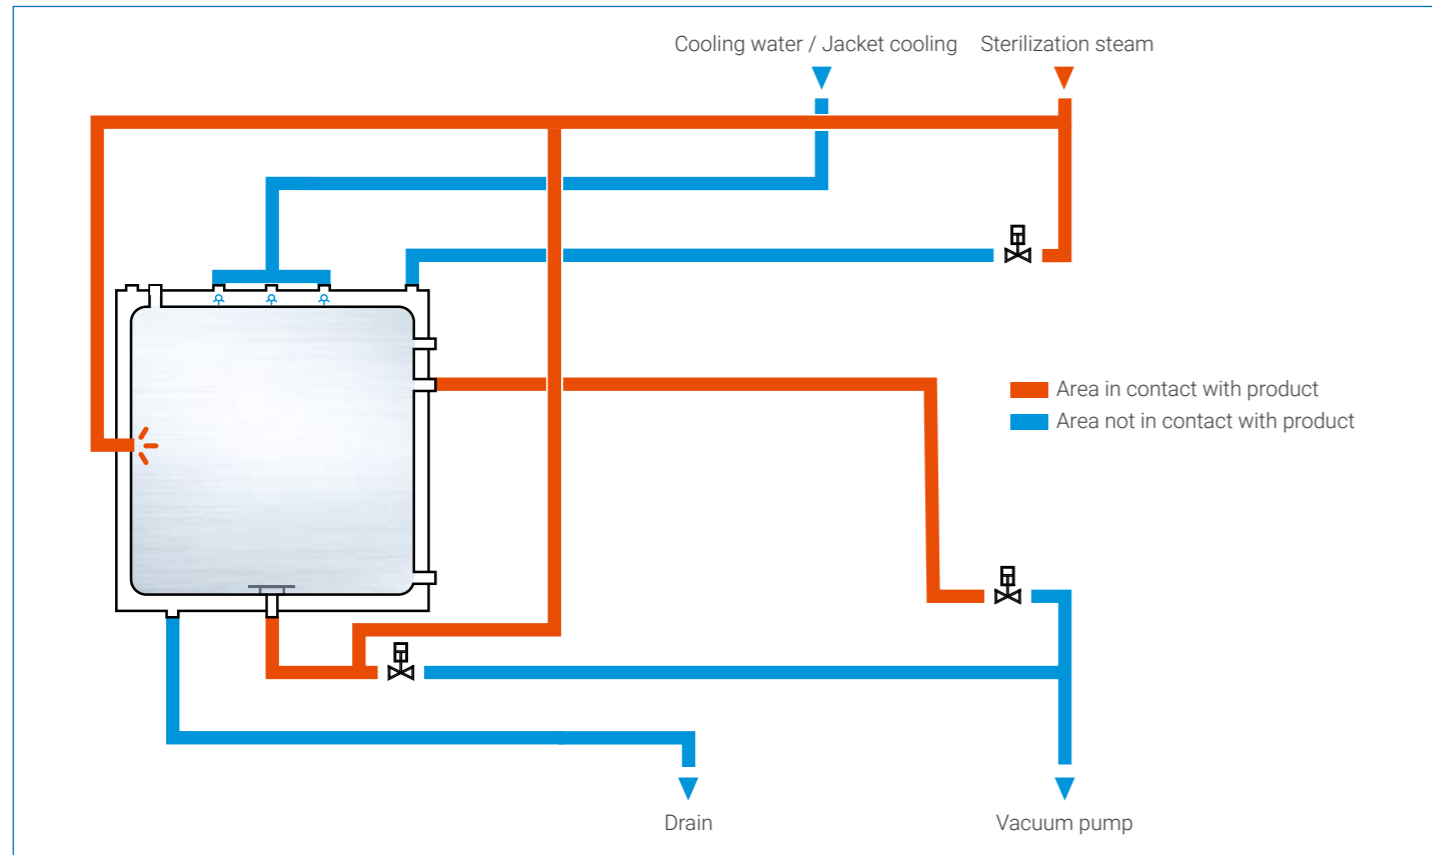 Cooling water / Jacket cooling
Sterilization steam
Area in contact with product
Area not in contact with product
Drain
Vacuum pump